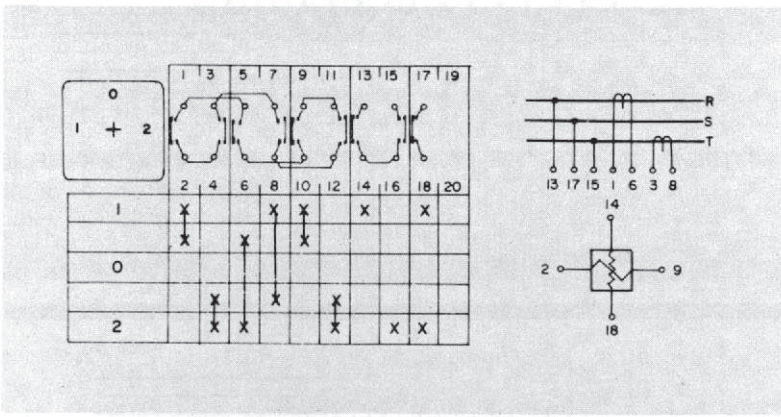 0
1 + 2
1 3 5 7 9 11 13 15 17 19
2 4 6 8 10 12 14 16 18 20
1 X X X X X
X X X
0
X X X
2 X X X X X
R
S
T
13 17 15 1 6 3 8
14
2 9
18